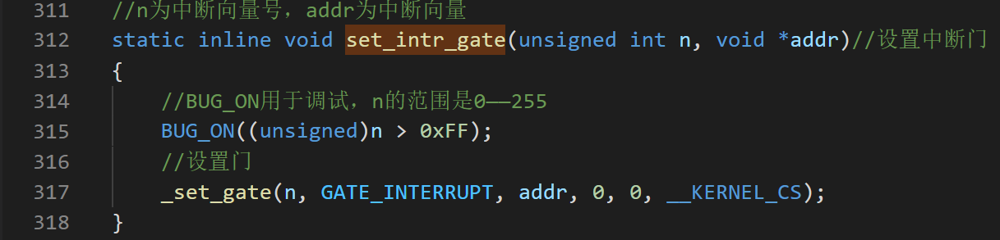 311 //n为中断向量号，addr为中断向量
312 static inline void set_intr_gate(unsigned int n, void *addr)//设置中断门
313 {
314 //BUG_ON用于调试，n的范围是0——255
315 BUG_ON((unsigned)n > 0xFF);
316 //设置门
317 _set_gate(n, GATE_INTERRUPT, addr, 0, 0, __KERNEL_CS);
318 }